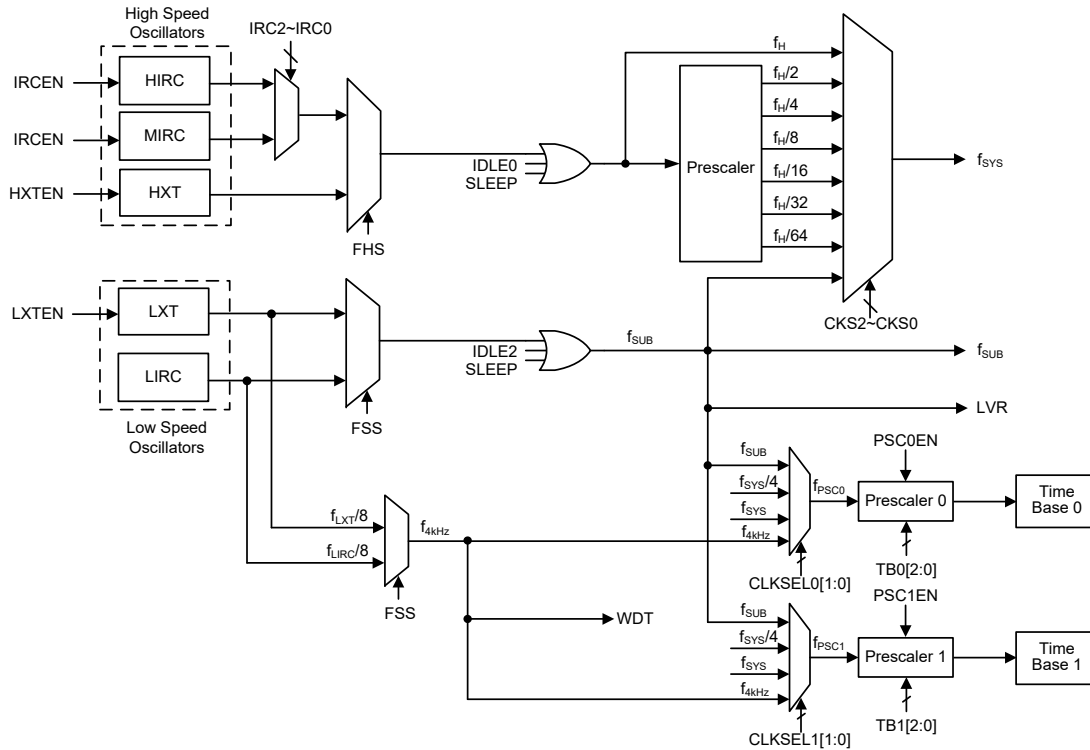 High Speed
Oscillators
IRC2~IRC0
IRCEN
HIRC
IRCEN
MIRC
HXTEN
HXT
FHS
IDLE0
SLEEP
Prescaler
fH
fH/2
fH/4
fH/8
fH/16
fH/32
fH/64
fSYS
CKS2~CKS0
LXTEN
LXT
LIRC
Low Speed
Oscillators
FSS
IDLE2
SLEEP
fSUB
fSUB
LVR
fLXT/8
fLIRC/8
f4kHz
FSS
WDT
fSUB
fSYS/4
fSYS
f4kHz
fPSC0
CLKSEL0[1:0]
PSC0EN
Prescaler 0
TB0[2:0]
Time
Base 0
fSUB
fSYS/4
fSYS
f4kHz
fPSC1
CLKSEL1[1:0]
PSC1EN
Prescaler 1
TB1[2:0]
Time
Base 1